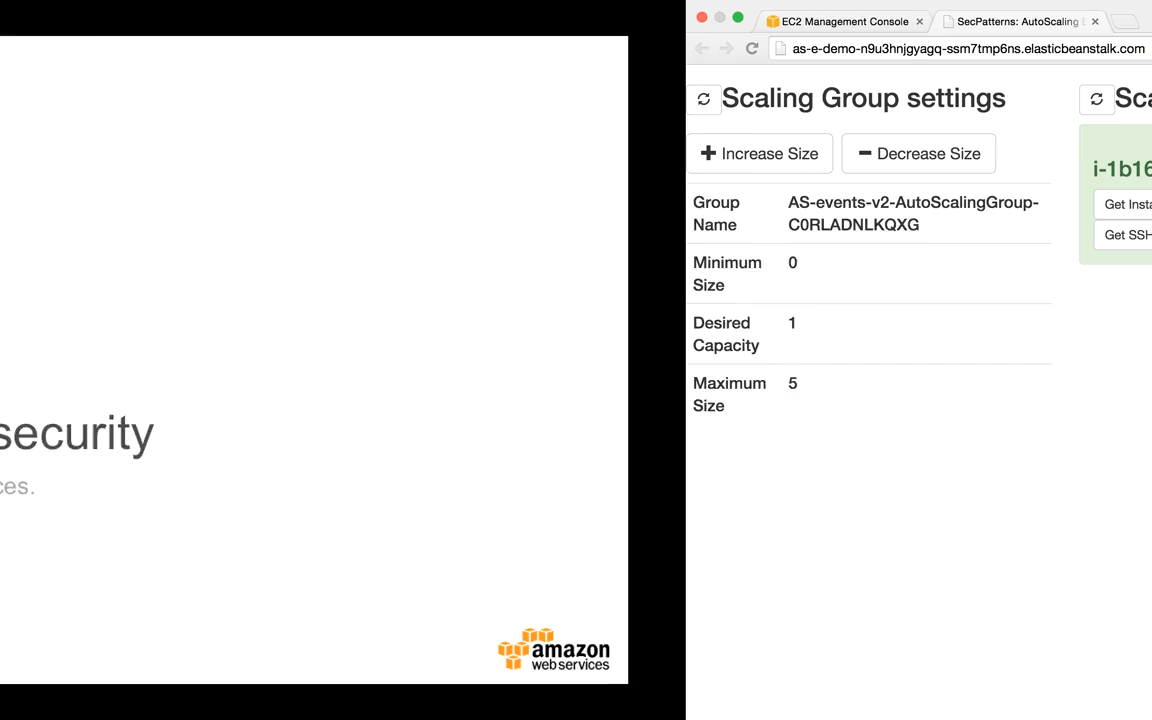 security
ces.
amazon
web services
EC2 Management Console
SecPatterns: AutoScaling
as-e-demo-n9u3hnjgyagq-ssm7tmp6ns.elasticbeanstalk.com
Scaling Group settings
Increase Size
Decrease Size
Group
Name
AS-events-v2-AutoScalingGroup-
C0RLADNLKQXG
Minimum
Size
0
Desired
Capacity
1
Maximum
Size
5
Sca
i-1b16
Get Insta
Get SSH